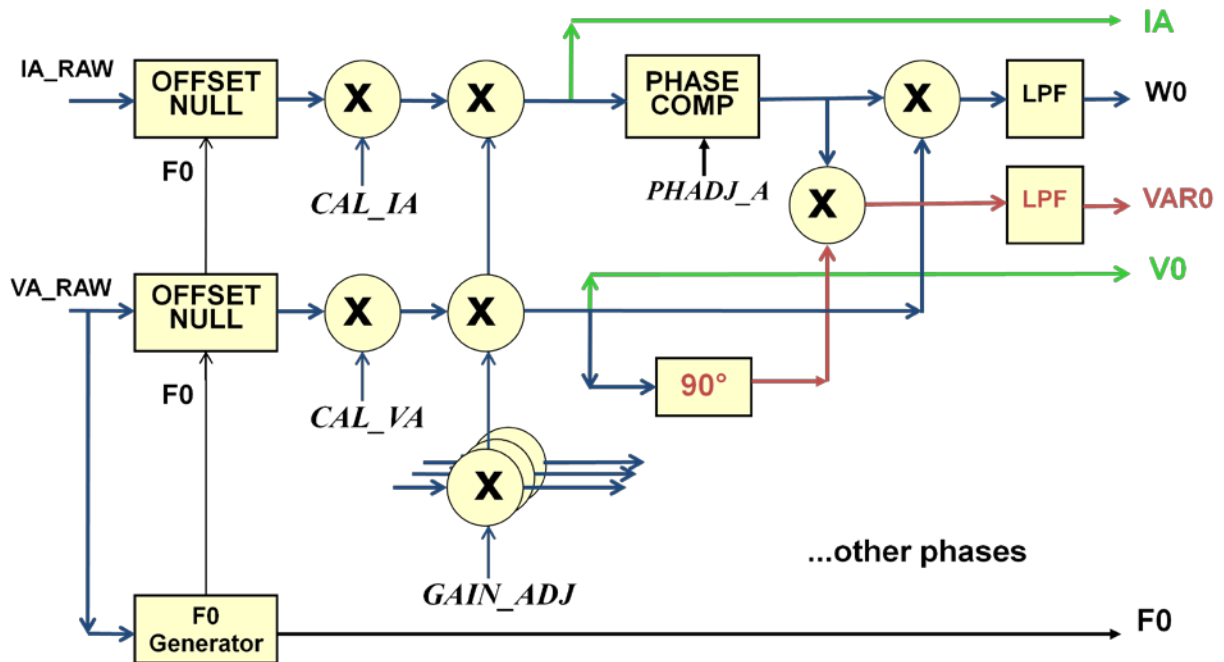 IA
IA_RAW
OFFSET
NULL
X
X
PHASE
COMP
X
LPF
W0
F0
CAL_IA
PHADJ_A
X
LPF
VAR0
VA_RAW
OFFSET
NULL
X
X
V0
F0
CAL_VA
90°
X
...other phases
GAIN_ADJ
F0
Generator
F0